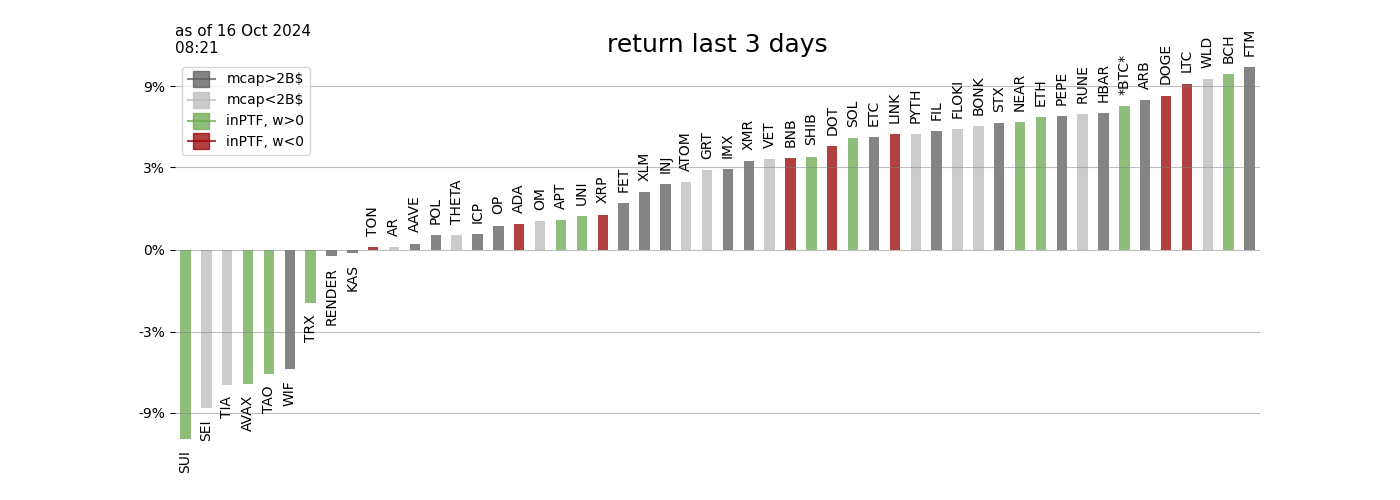 as of 16 Oct 2024
08:21
return last 3 days
mcap>2B$
mcap<2B$
inPTF, w>0
inPTF, w<0
9%
3%
0%
-3%
-9%
SUI
SEI
TIA
AVAX
TAO
WIF
TRX
RENDER
KAS
TON
AR
AAVE
POL
THETA
ICP
OP
ADA
OM
APT
UNI
XRP
FET
XLM
INJ
ATOM
GRT
IMX
XMR
VET
BNB
SHIB
DOT
SOL
ETC
LINK
PYTH
FIL
FLOKI
BONK
STX
NEAR
ETH
PEPE
RUNE
HBAR
*BTC*
ARB
DOGE
LTC
WLD
BCH
FTM